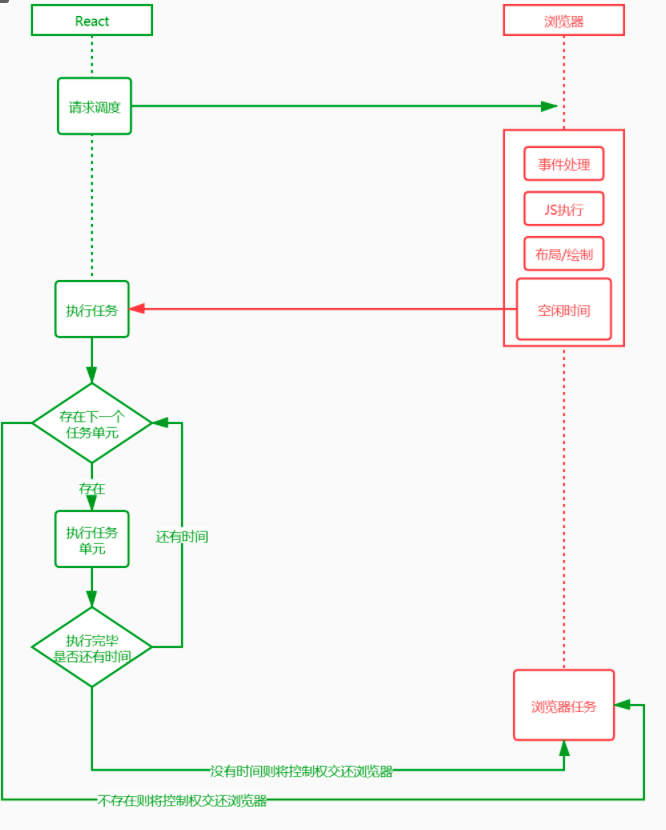 React
浏览器
请求调度
事件处理
JS执行
布局/绘制
空闲时间
执行任务
存在下一个
任务单元
存在
执行任务
单元
还有时间
执行完毕
是否还有时间
浏览器任务
没有时间则将控制权交还浏览器
不存在则将控制权交还浏览器